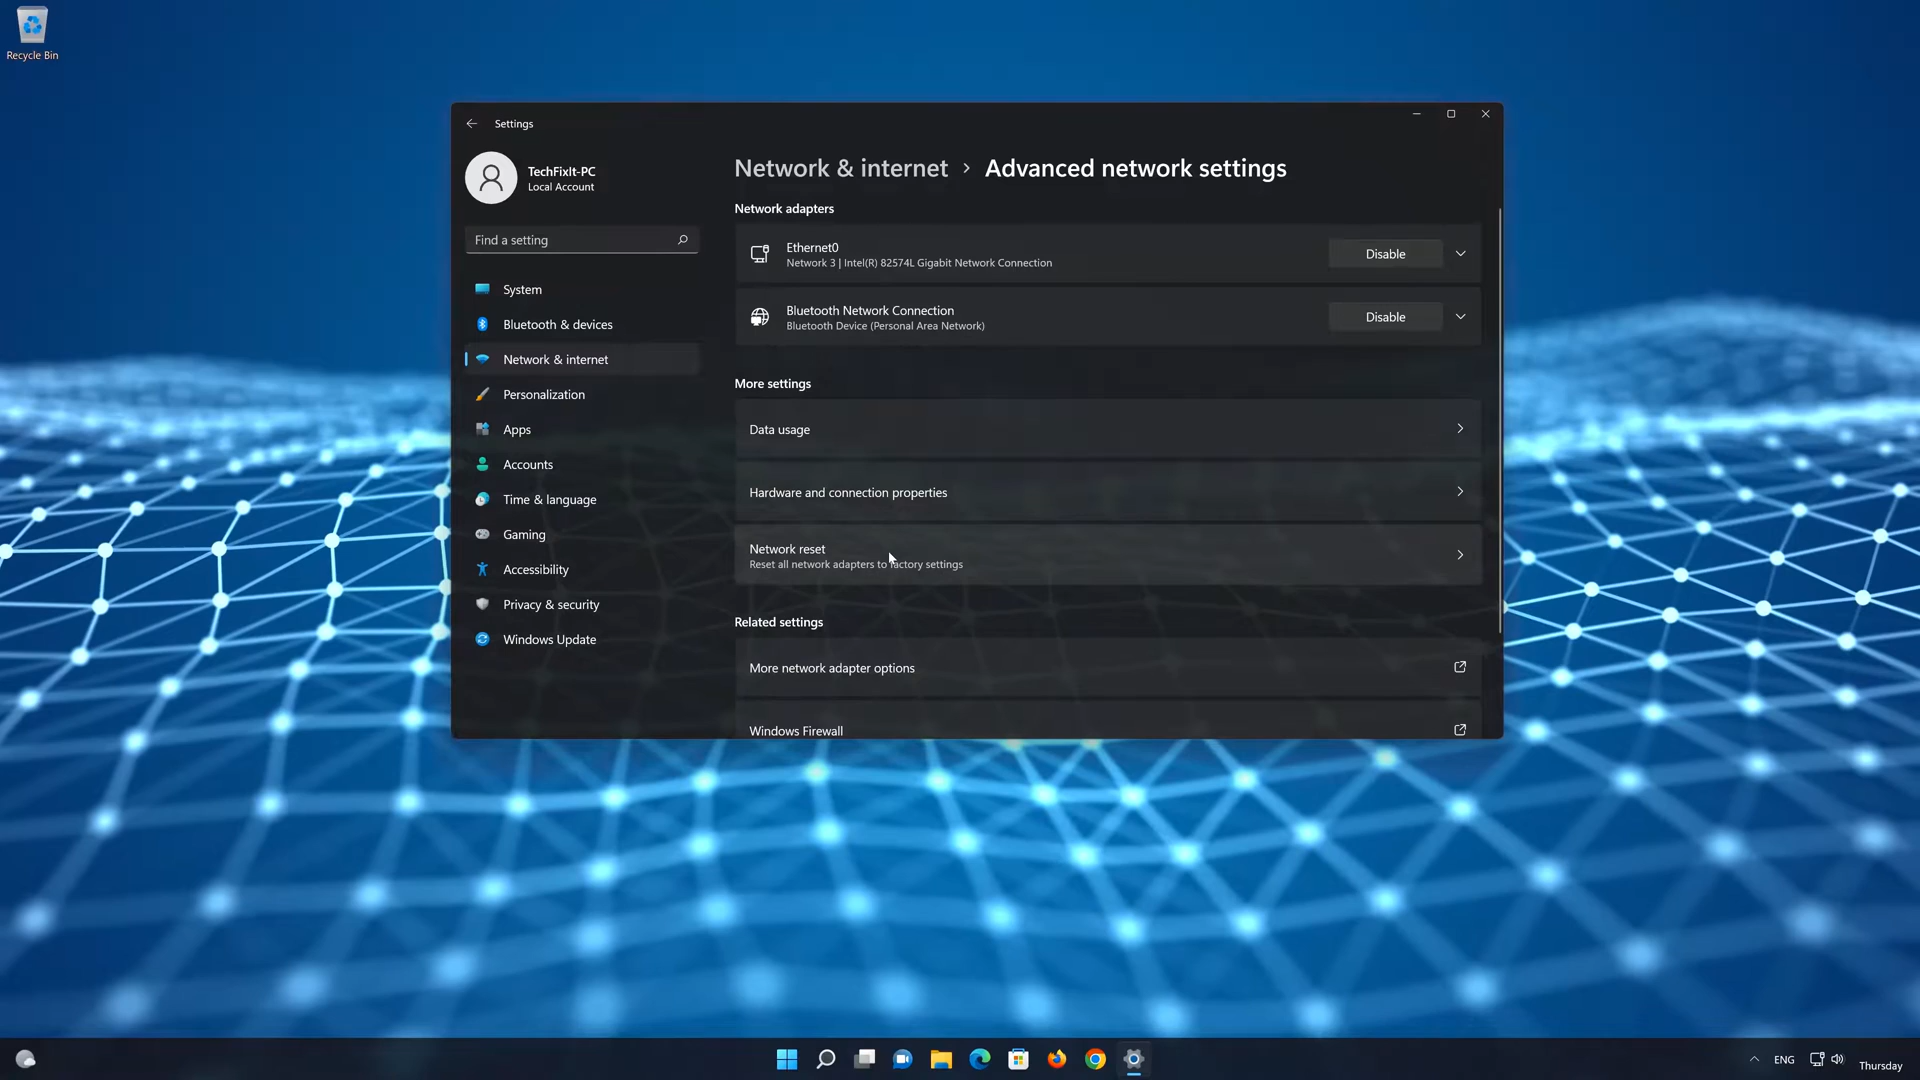 Recycle Bin
Settings
TechFixIt-PC
Local Account
Find a setting
System
Bluetooth & devices
Network & internet
Personalization
Apps
Accounts
Time & language
Gaming
Accessibility
Privacy & security
Windows Update
Network & internet > Advanced network settings
Network adapters
Ethernet0
Network 3 | Intel(R) 82574L Gigabit Network Connection
Disable
Bluetooth Network Connection
Bluetooth Device (Personal Area Network)
Disable
More settings
Data usage
Hardware and connection properties
Network reset
Reset all network adapters to factory settings
Related settings
More network adapter options
Windows Firewall
ENG
Thursday